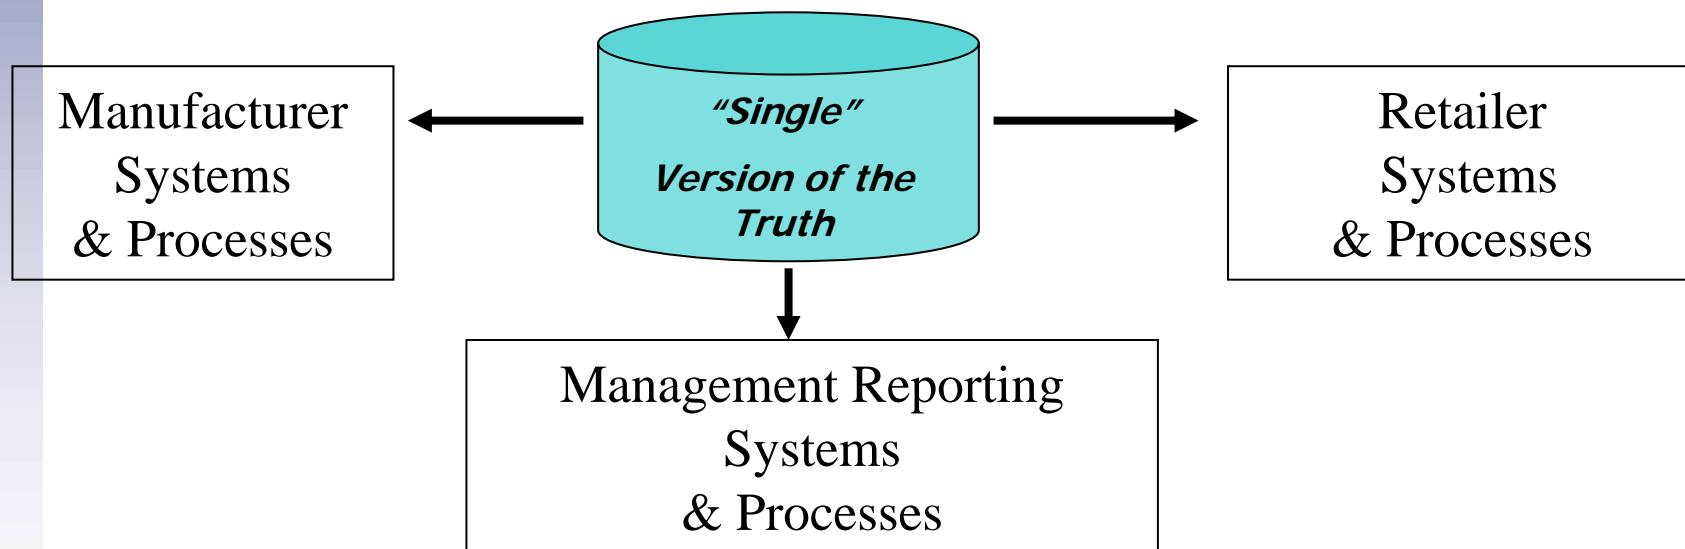 Manufacturer
Systems
& Processes
“Single”
Version of the
Truth
Retailer
Systems
& Processes
Management Reporting
Systems
& Processes